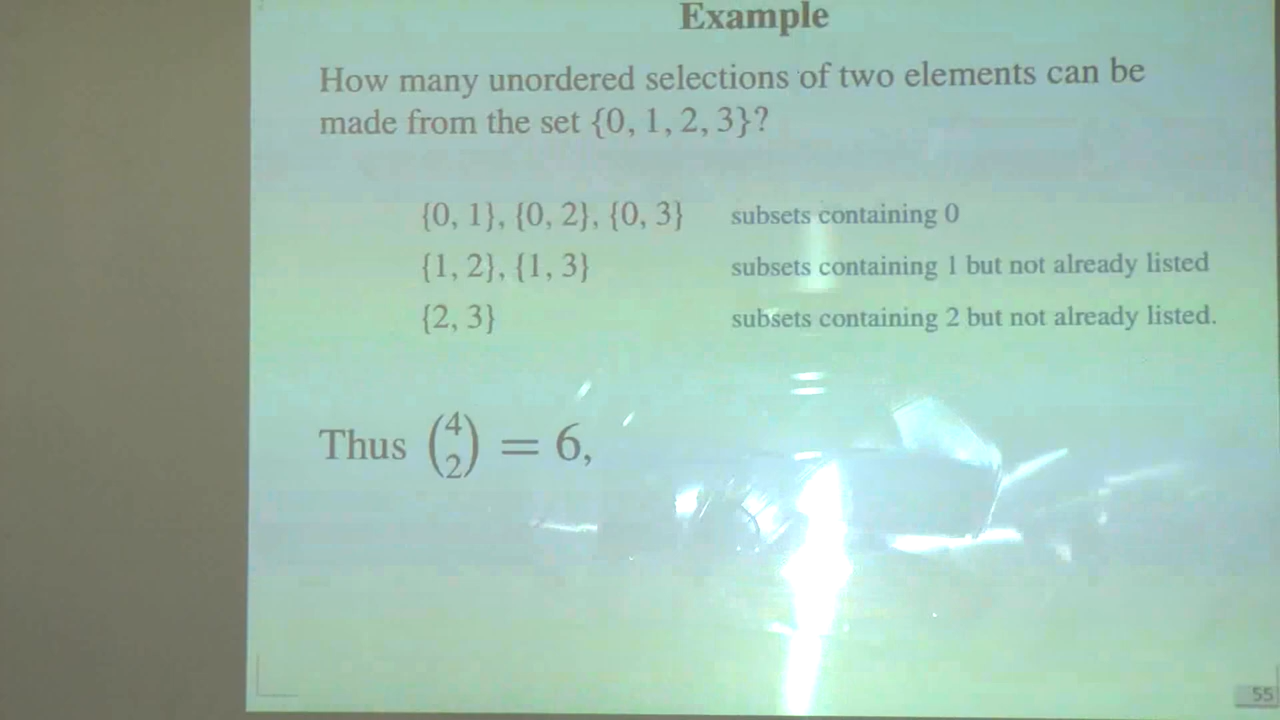 Example
How many unordered selections of two elements can be
made from the set {0, 1, 2, 3}?
{0, 1}, {0, 2}, {0, 3} subsets containing 0
{1, 2}, {1, 3} subsets containing 1 but not already listed
{2, 3} subsets containing 2 but not already listed.
Thus (4 2) = 6,
55